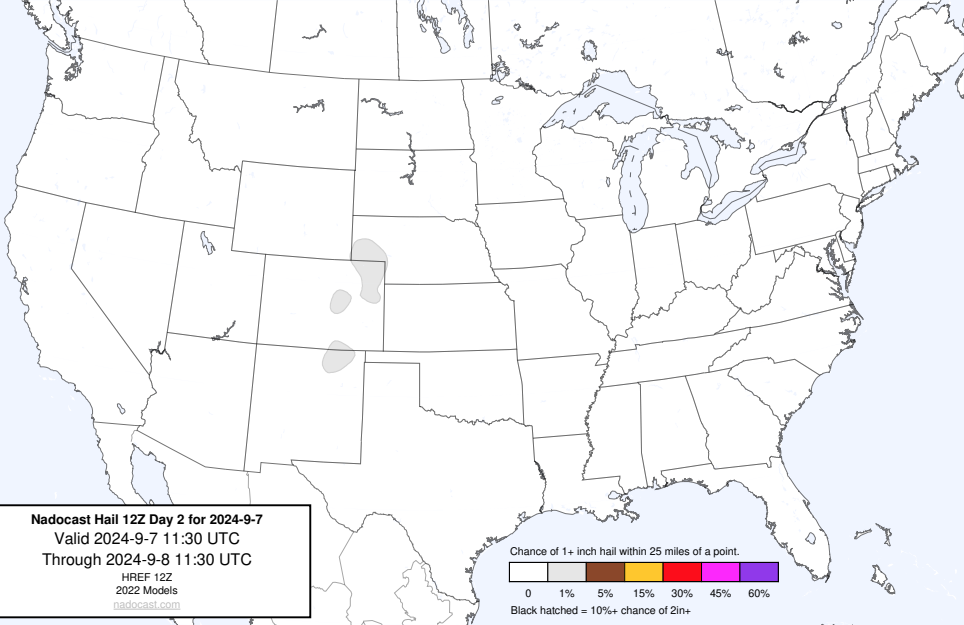 Nadocast Hail 12Z Day 2 for 2024-9-7
Valid 2024-9-7 11:30 UTC
Through 2024-9-8 11:30 UTC
HREF 12Z
2022 Models
nadocast.com
Chance of 1+ inch hail within 25 miles of a point.
0 1% 5% 15% 30% 45% 60%
Black hatched = 10%+ chance of 2in+